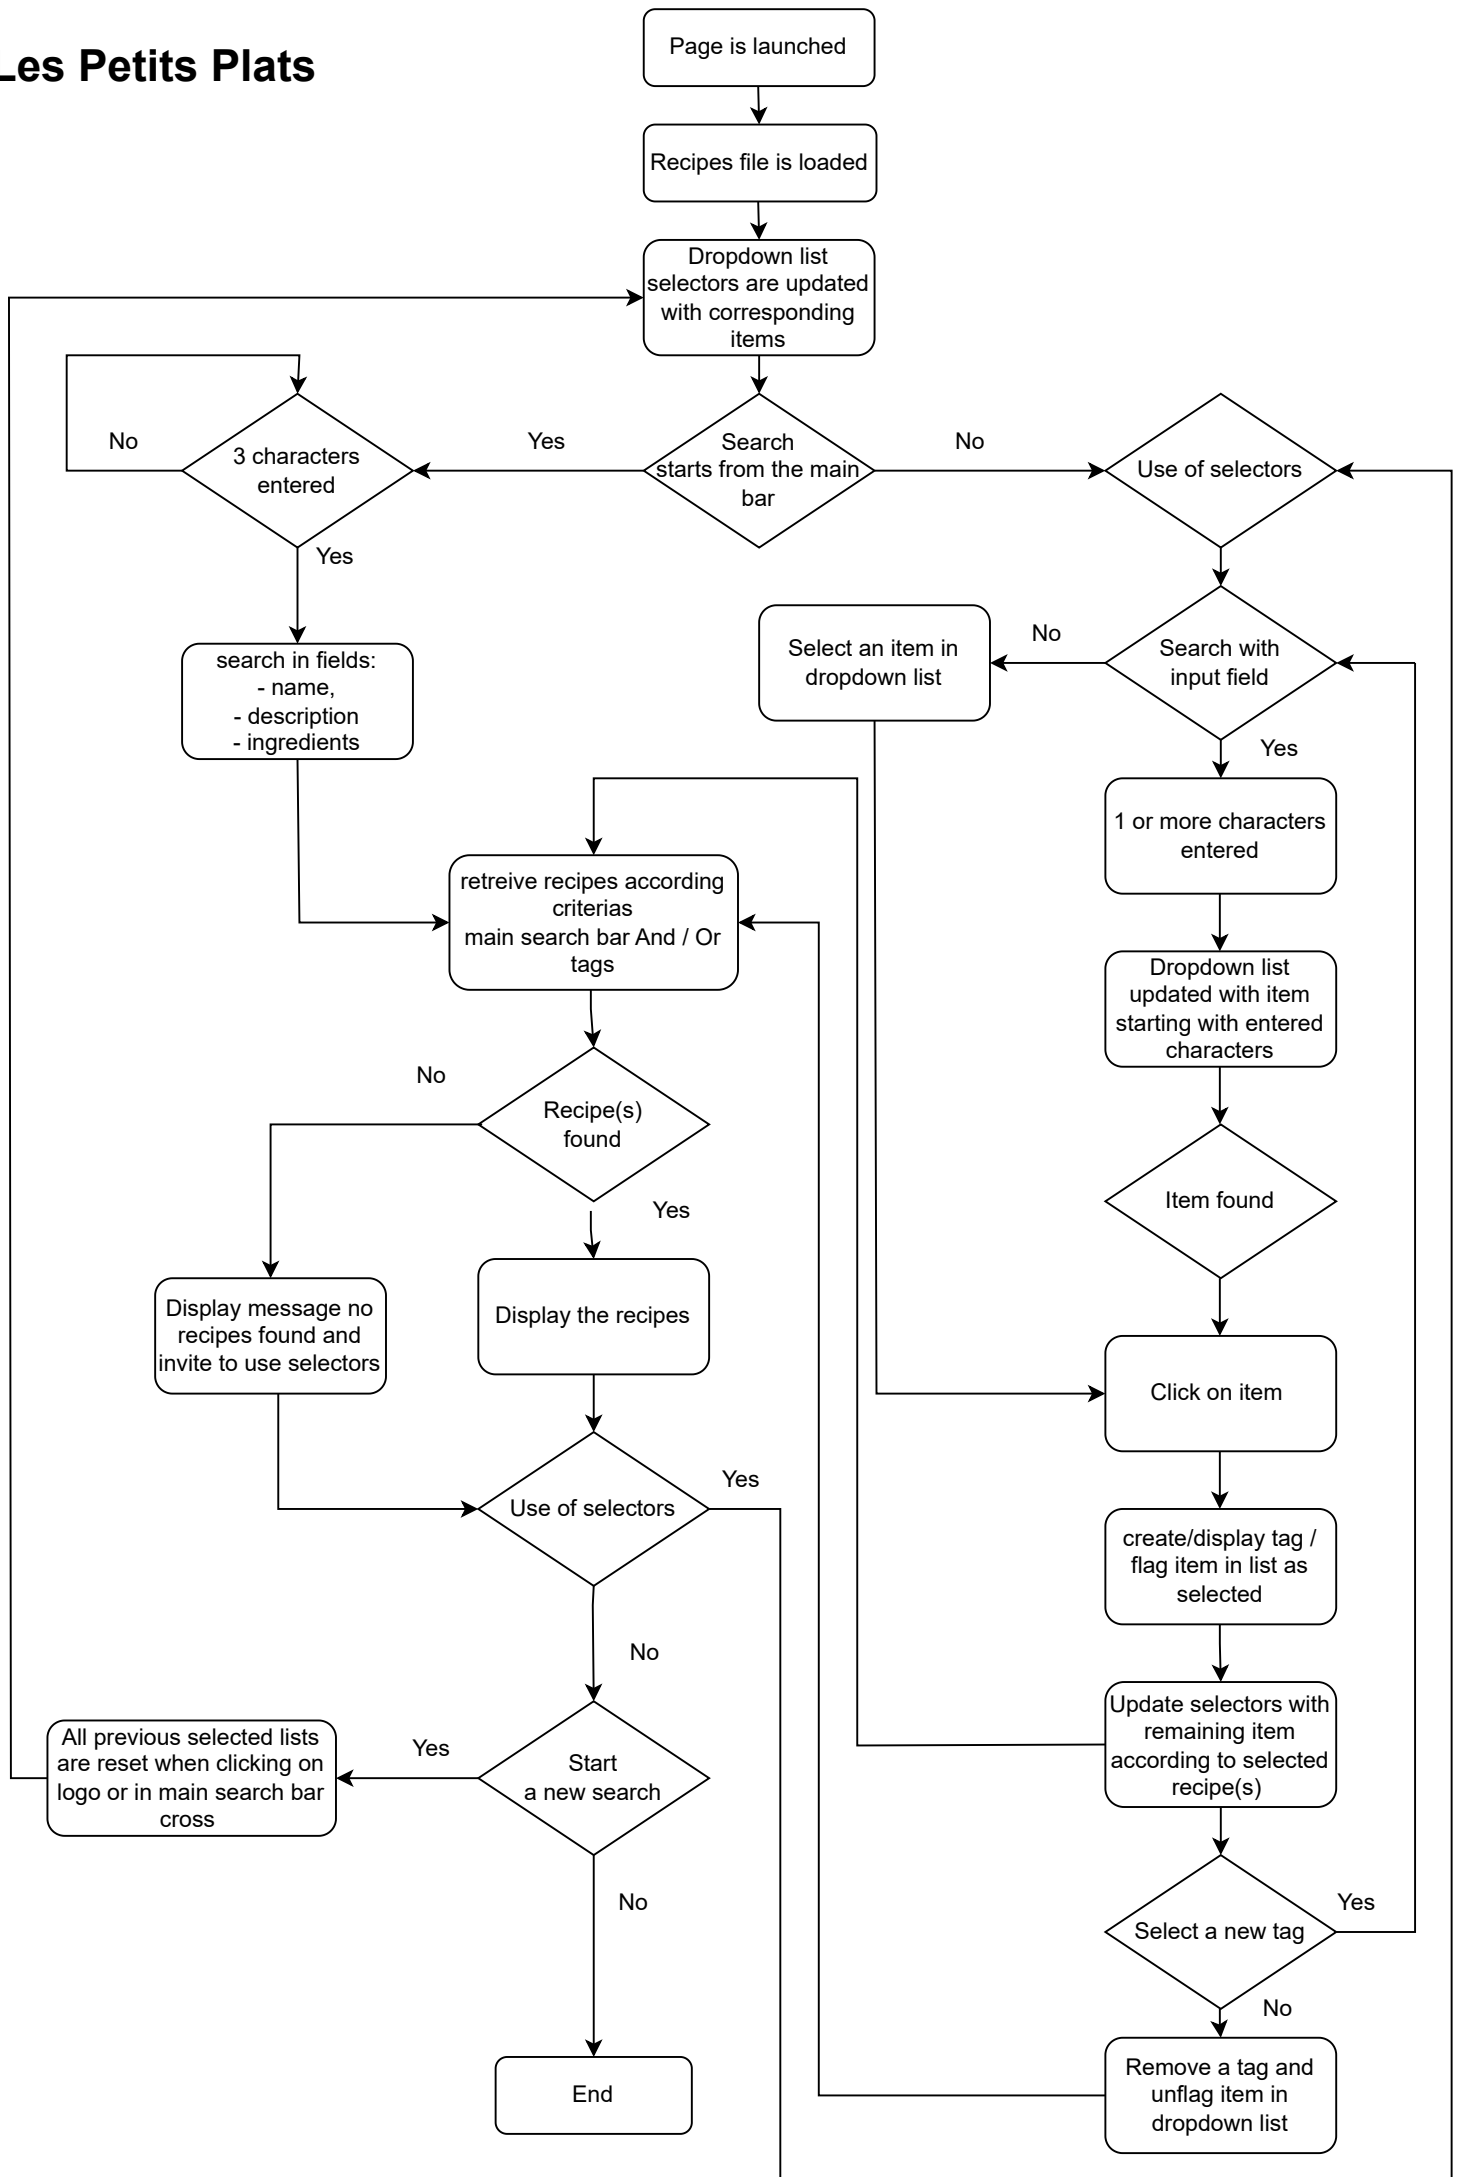 Les Petits Plats
Page is launched
Recipes file is loaded
Dropdown list
selectors are updated
with corresponding
items
No
3 characters
entered
Yes
Search
starts from the main
bar
No
Use of selectors
Yes
search in fields:
- name,
- description
- ingredients
Select an item in
dropdown list
No
Search with
input field
Yes
1 or more characters
entered
retreive recipes according
criterias
main search bar And / Or
tags
Dropdown list
updated with item
starting with entered
characters
No
Recipe(s)
found
Yes
Item found
Display message no
recipes found and
invite to use selectors
Display the recipes
Click on item
Use of selectors
Yes
create/display tag /
flag item in list as
selected
No
All previous selected lists
are reset when clicking on
logo or in main search bar
cross
Yes
Start
a new search
Update selectors with
remaining item
according to selected
recipe(s)
No
Select a new tag
Yes
No
End
Remove a tag and
unflag item in
dropdown list